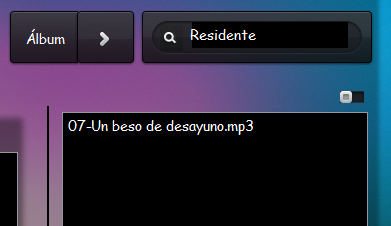 Álbum
Residente
07-Un beso de desayuno.mp3